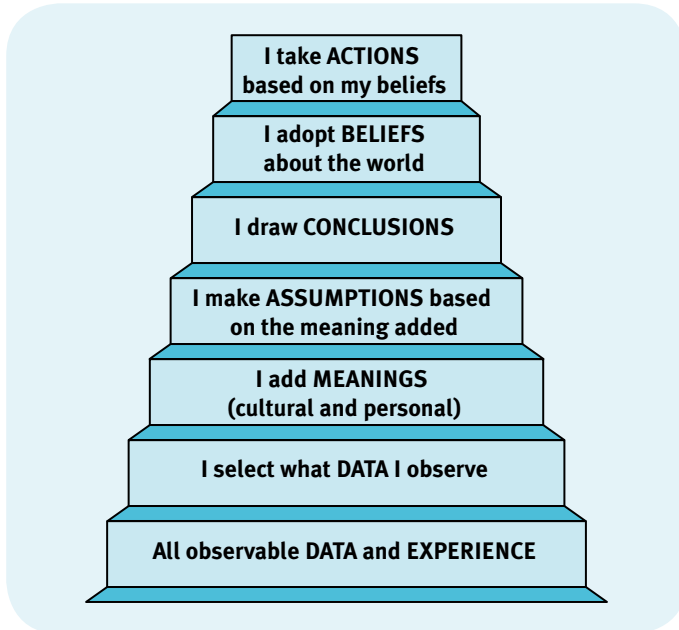 I take ACTIONS
based on my beliefs
I adopt BELIEFS
about the world
I draw CONCLUSIONS
I make ASSUMPTIONS based
on the meaning added
I add MEANINGS
(cultural and personal)
I select what DATA I observe
All observable DATA and EXPERIENCE